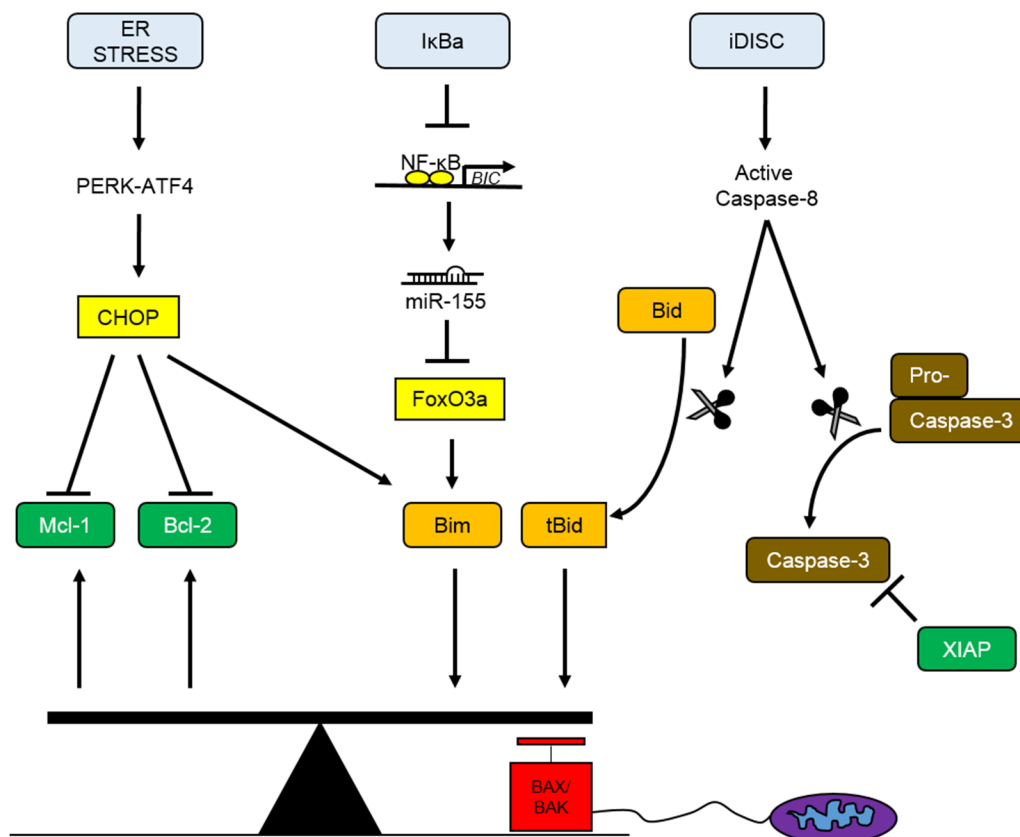 ER
STRESS
IκBa
iDISC
PERK-ATF4
NF-κB
BIC
Active
Caspase-8
miR-155
CHOP
Bid
FoxO3a
Pro-
Caspase-3
Mcl-1
Bcl-2
Bim
tBid
Caspase-3
XIAP
BAX/
BAK